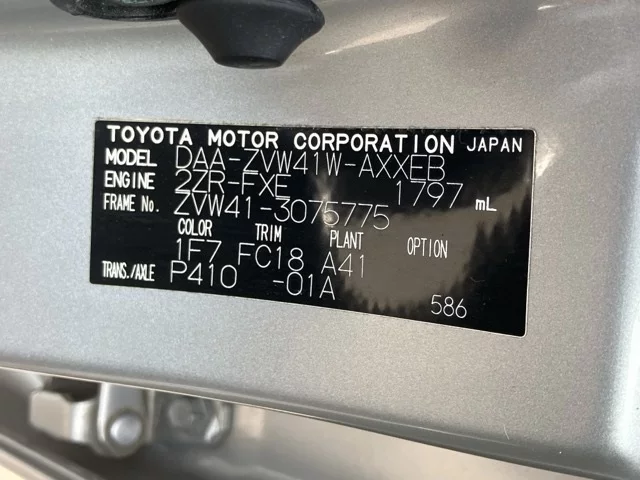 TOYOTA MOTOR CORPORATION JAPAN
MODEL DAA-ZVW41W-AXXEB
ENGINE 2ZR-FXE 1797 mL
FRAME No. ZVW41-3075775
COLOR TRIM PLANT OPTION
1F7 FC18 A41
TRANS./AXLE P410 -01A
586